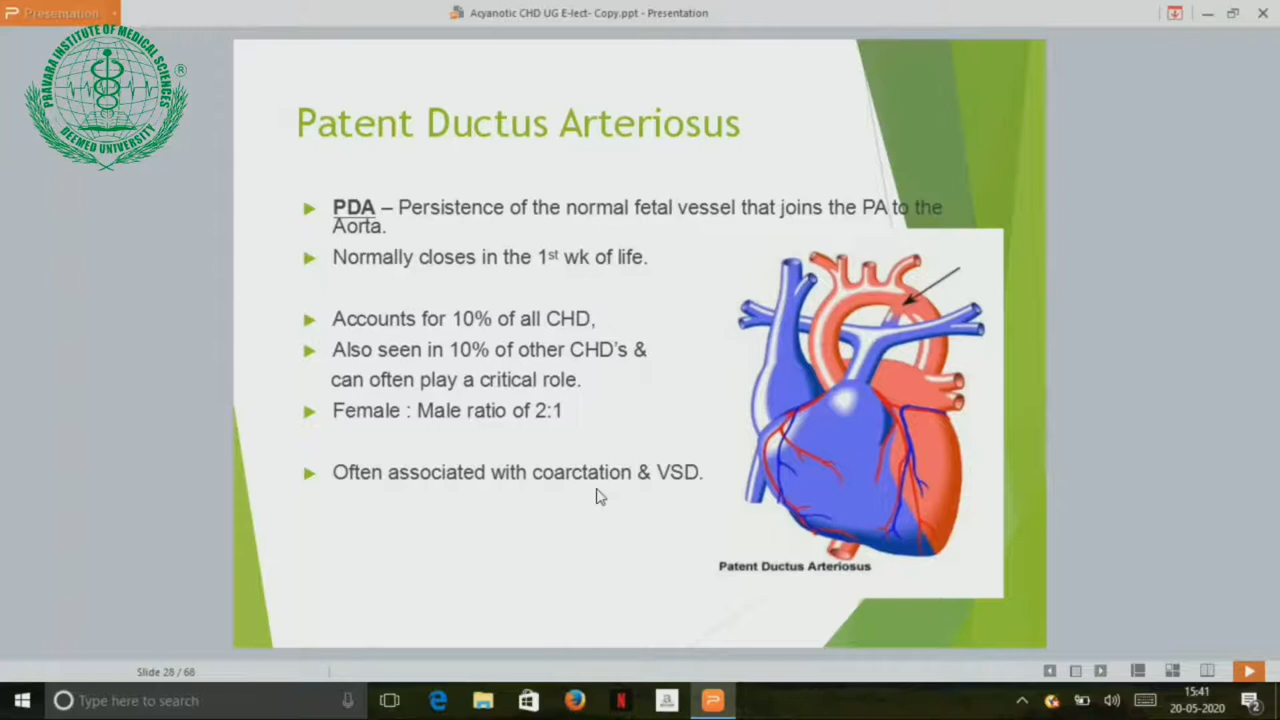 Presentation
Acyanotic CHD UG E-lect- Copy.ppt - Presentation
PRAVARA INSTITUTE OF MEDICAL SCIENCES
DEEMED UNIVERSITY
®
Patent Ductus Arteriosus
PDA – Persistence of the normal fetal vessel that joins the PA to the
Aorta.
Normally closes in the 1st wk of life.
Accounts for 10% of all CHD,
Also seen in 10% of other CHD's &
can often play a critical role.
Female : Male ratio of 2:1
Often associated with coarctation & VSD.
Patent Ductus Arteriosus
Slide 28 / 68
Type here to search
15:41
20-05-2020
2